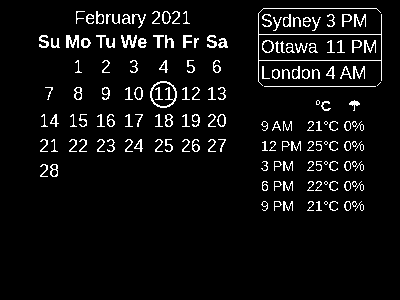 February 2021
Su Mo Tu We Th Fr Sa
1 2 3 4 5 6
7 8 9 10 11 12 13
14 15 16 17 18 19 20
21 22 23 24 25 26 27
28
Sydney 3 PM
Ottawa 11 PM
London 4 AM
°C
9 AM 21°C 0%
12 PM 25°C 0%
3 PM 25°C 0%
6 PM 22°C 0%
9 PM 21°C 0%